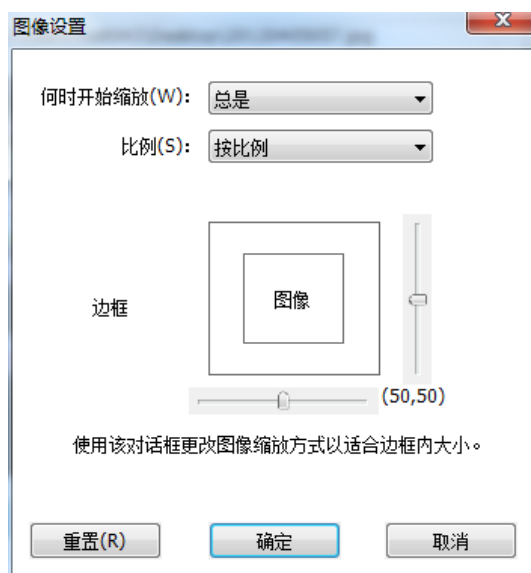 图像设置
何时开始缩放(W): 总是
比例(S): 按比例
图像
边框
(50,50)
使用该对话框更改图像缩放方式以适合边框内大小。
重置(R) 确定 取消